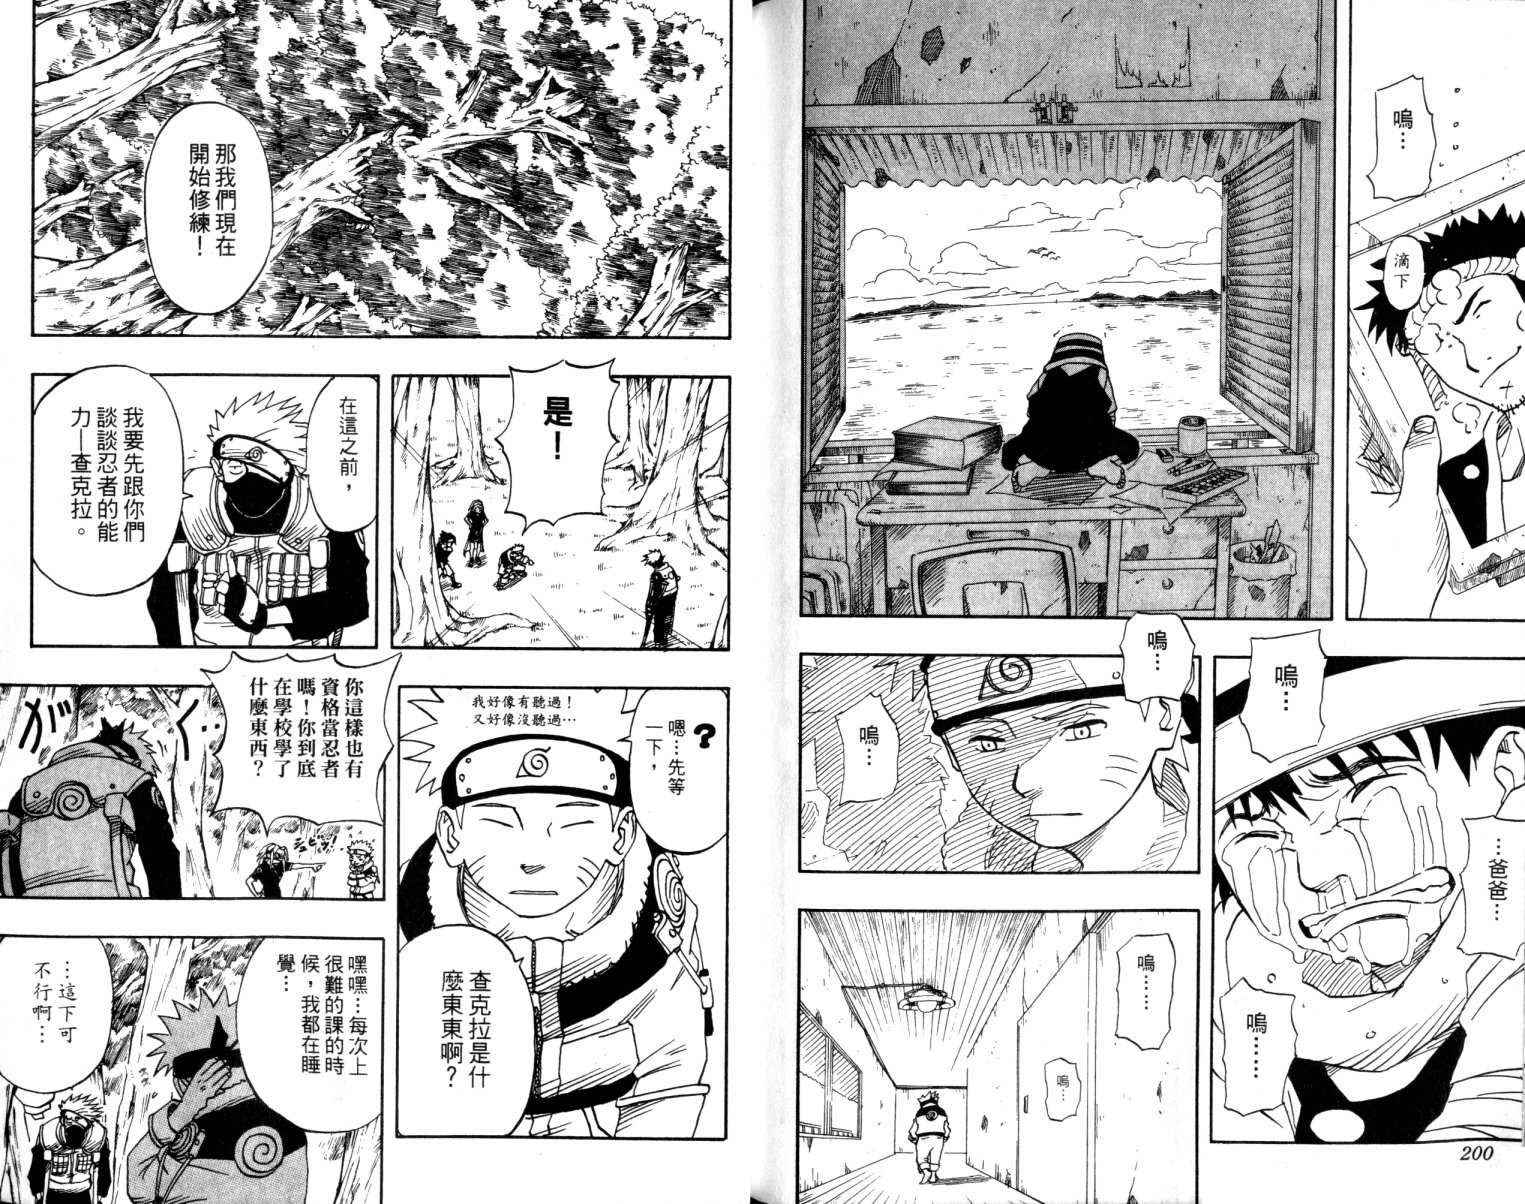 嗚…
滴下
嗚…
嗚…
嗚…
…爸爸…
嗚……
嗚……
嗚…
200
那我們現在
開始修練！
是！
在這之前，
我要先跟你們
談談忍者的能
力—查克拉。
？
嗯…先等
一下，
我好像有聽過！
又好像沒聽過…
查克拉是什
麼東東啊？
你這樣也有
資格當忍者
嗎！你到底
在學校學了
什麼東西？
ガ
嘿嘿…每次上
很難的課的時
候，我都在睡
覺…
…這下可
不行啊…